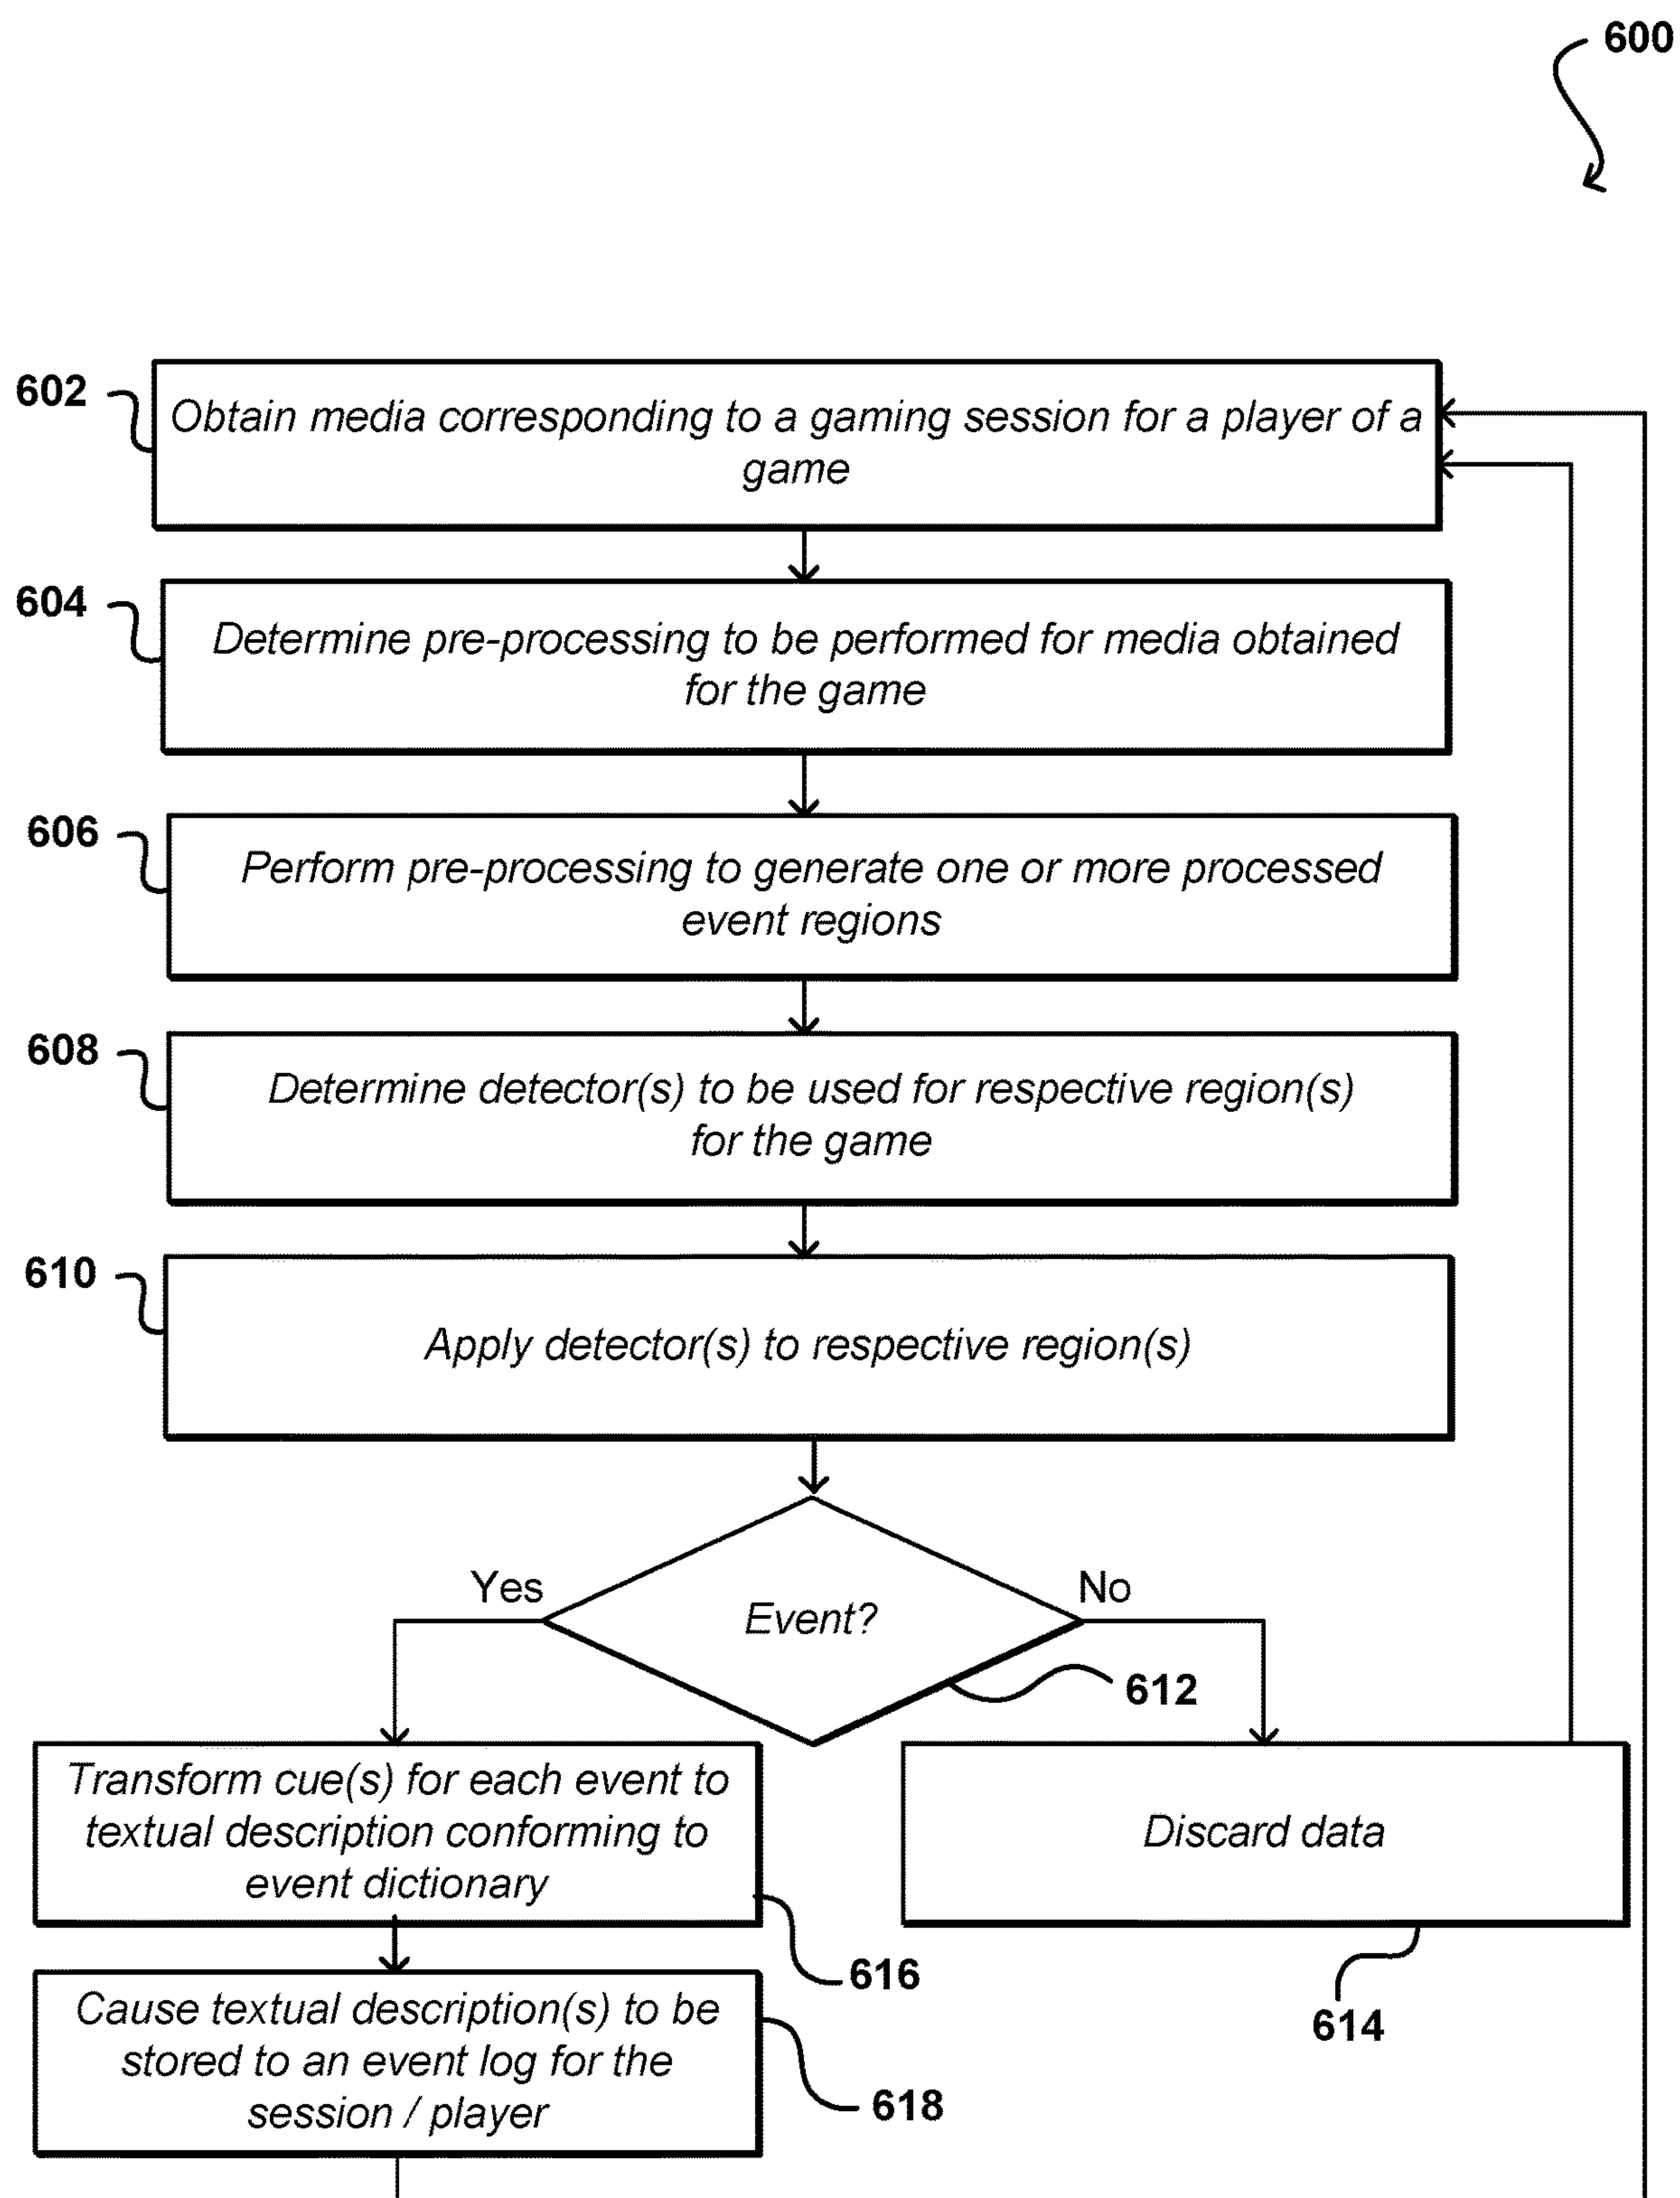 600
602
Obtain media corresponding to a gaming session for a player of a
game
604
Determine pre-processing to be performed for media obtained
for the game
606
Perform pre-processing to generate one or more processed
event regions
608
Determine detector(s) to be used for respective region(s)
for the game
610
Apply detector(s) to respective region(s)
Yes
Event?
No
612
Transform cue(s) for each event to
textual description conforming to
event dictionary
616
Discard data
614
Cause textual description(s) to be
stored to an event log for the
session / player
618